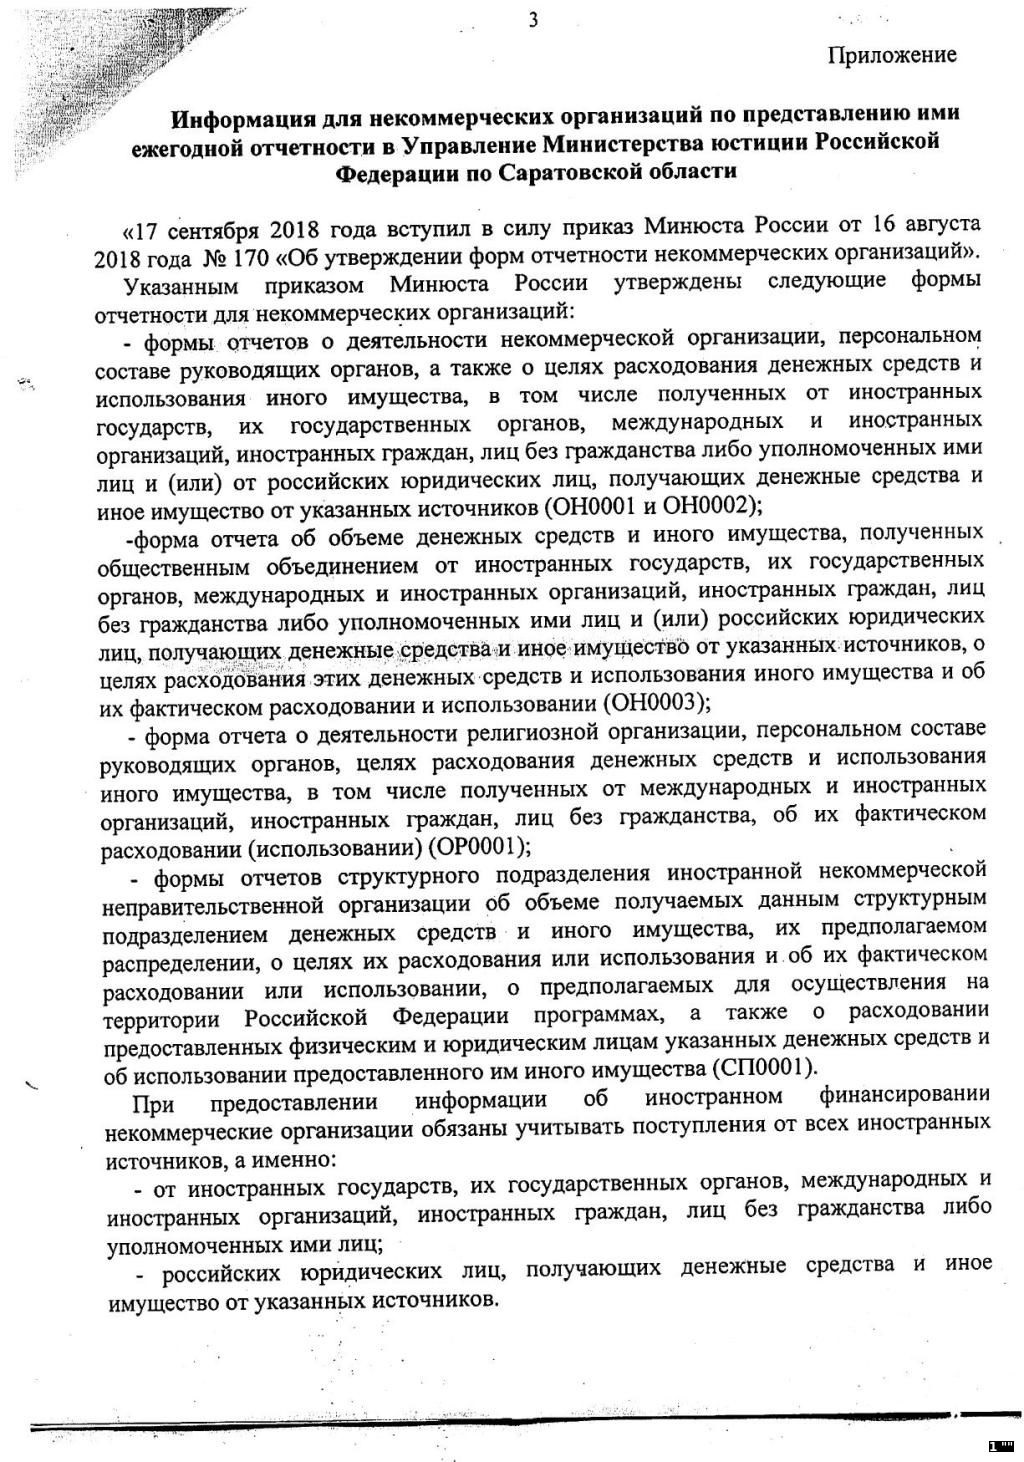 3
Приложение
Информация для некоммерческих организаций по представлению ими
ежегодной отчетности в Управление Министерства юстиции Российской
Федерации по Саратовской области
«17 сентября 2018 года вступил в силу приказ Минюста России от 16 августа
2018 года № 170 «Об утверждении форм отчетности некоммерческих организаций».
Указанным приказом Минюста России утверждены следующие формы
отчетности для некоммерческих организаций:
- формы отчетов о деятельности некоммерческой организации, персональном
составе руководящих органов, а также о целях расходования денежных средств и
использования иного имущества, в том числе полученных от иностранных
государств, их государственных органов, международных и иностранных
организаций, иностранных граждан, лиц без гражданства либо уполномоченных ими
лиц и (или) от российских юридических лиц, получающих денежные средства и
иное имущество от указанных источников (ОН0001 и ОН0002);
-форма отчета об объеме денежных средств и иного имущества, полученных
общественным объединением от иностранных государств, их государственных
органов, международных и иностранных организаций, иностранных граждан, лиц
без гражданства либо уполномоченных ими лиц и (или) российских юридических
лиц, получающих денежные средства и иное имущество от указанных источников, о
целях расходования этих денежных средств и использования иного имущества и об
их фактическом расходовании и использовании (ОН0003);
- форма отчета о деятельности религиозной организации, персональном составе
руководящих органов, целях расходования денежных средств и использования
иного имущества, в том числе полученных от международных и иностранных
организаций, иностранных граждан, лиц без гражданства, об их фактическом
расходовании (использовании) (ОР0001);
- формы отчетов структурного подразделения иностранной некоммерческой
неправительственной организации об объеме получаемых данным структурным
подразделением денежных средств и иного имущества, их предполагаемом
распределении, о целях их расходования или использования и об их фактическом
расходовании или использовании, о предполагаемых для осуществления на
территории Российской Федерации программах, а также о расходовании
предоставленных физическим и юридическим лицам указанных денежных средств и
об использовании предоставленного им иного имущества (СП0001).
При предоставлении информации об иностранном финансировании
некоммерческие организации обязаны учитывать поступления от всех иностранных
источников, а именно:
- от иностранных государств, их государственных органов, международных и
иностранных организаций, иностранных граждан, лиц без гражданства либо
уполномоченных ими лиц;
- российских юридических лиц, получающих денежные средства и иное
имущество от указанных источников.
1 ""